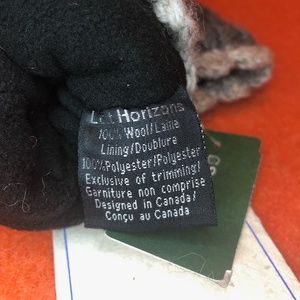 Lost Horizons
100% Wool/Laine
Lining/Doublure
100%Polyester/Polyester
Exclusive of trimming/
Garniture non comprise
Designed in Canada/
Conçu au Canada